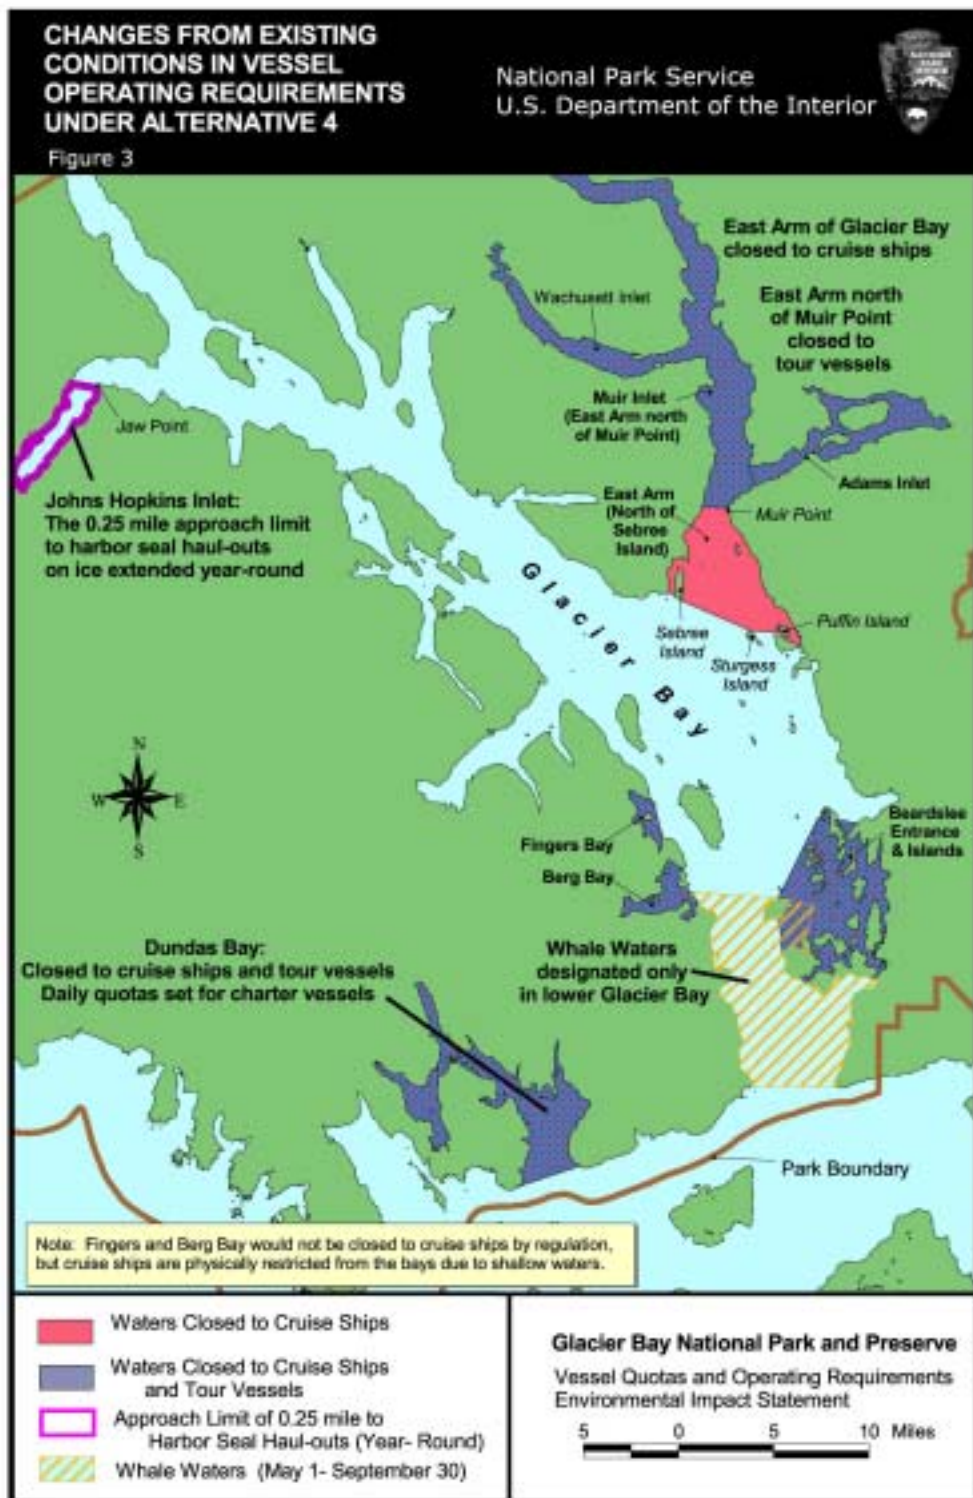 CHANGES FROM EXISTING
CONDITIONS IN VESSEL
OPERATING REQUIREMENTS
UNDER ALTERNATIVE 4
Figure 3
National Park Service
U.S. Department of the Interior
NATIONAL
PARK
SERVICE
East Arm of Glacier Bay
closed to cruise ships
Wachusett Inlet
East Arm north
of Muir Point
closed to
tour vessels
Muir Inlet
(East Arm north
of Muir Point)
Jaw Point
Adams Inlet
Johns Hopkins Inlet:
The 0.25 mile approach limit
to harbor seal haul-outs
on ice extended year-round
East Arm
(North of
Sebree
Island)
Muir Point
Glacier Bay
Puffin Island
Sebree
Island
Sturgess
Island
N
W E
S
Fingers Bay
Berg Bay
Beardslee
Entrance
& Islands
Dundas Bay:
Closed to cruise ships and tour vessels
Daily quotas set for charter vessels
Whale Waters
designated only
in lower Glacier Bay
Park Boundary
Note: Fingers and Berg Bay would not be closed to cruise ships by regulation,
but cruise ships are physically restricted from the bays due to shallow waters.
Waters Closed to Cruise Ships
Waters Closed to Cruise Ships
and Tour Vessels
Approach Limit of 0.25 mile to
Harbor Seal Haul-outs (Year- Round)
Whale Waters (May 1- September 30)
Glacier Bay National Park and Preserve
Vessel Quotas and Operating Requirements
Environmental Impact Statement
5 0 5 10 Miles